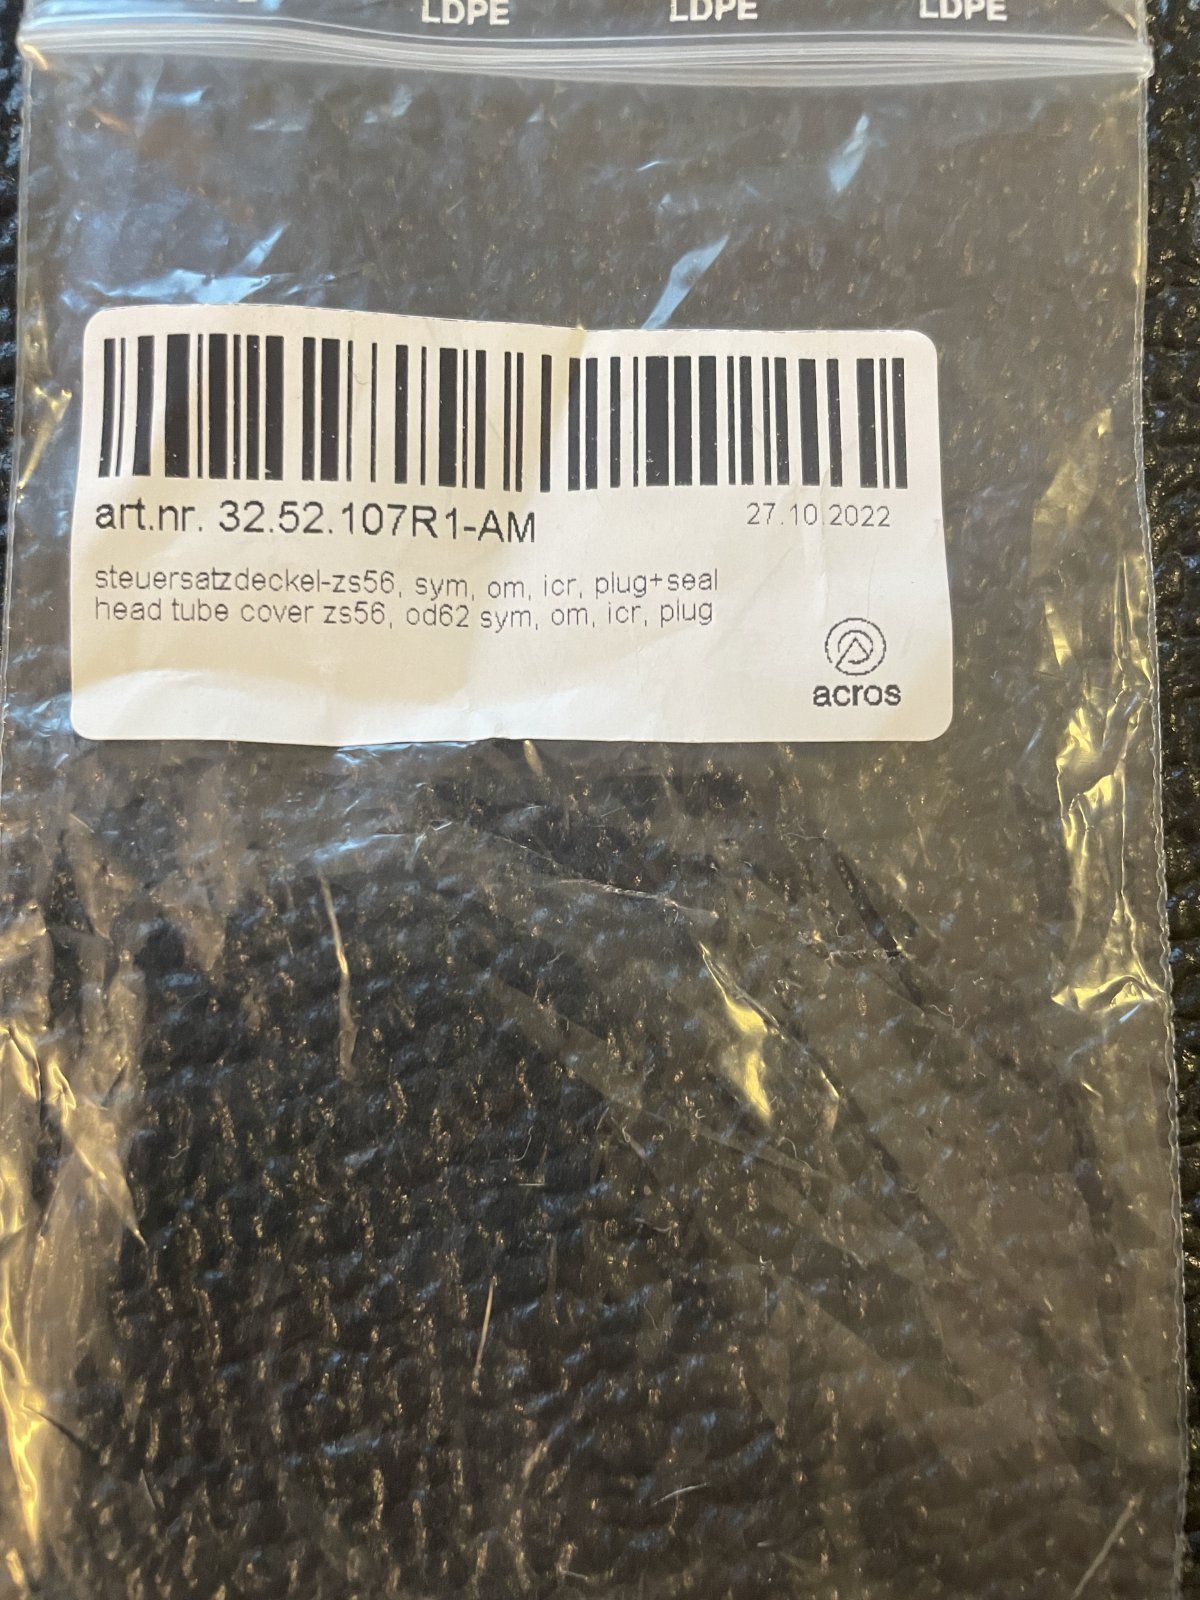 LDPE LDPE LDPE
art.nr. 32.52.107R1-AM 27.10.2022
steuersatzdeckel-zs56, sym, om, icr, plug+seal
head tube cover zs56, od62 sym, om, icr, plug
acros